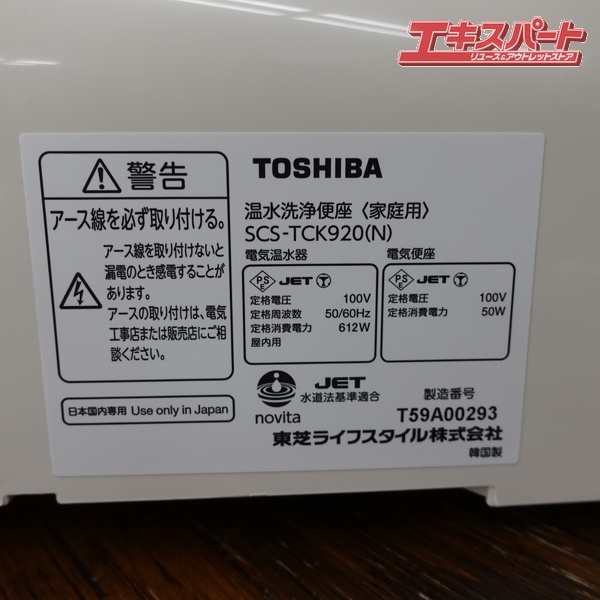 エキスパート
リユース&アウトレットストア
警告
アース線を必ず取り付ける。
アース線を取り付けないと
漏電のとき感電することが
あります。
アースの取り付けは、電気
工事店または販売店にご相
談ください。
日本国内専用 Use only in Japan
TOSHIBA
温水洗浄便座〈家庭用〉
SCS-TCK920(N)
電気温水器
PS E JET T
定格電圧 100V
定格周波数 50/60Hz
定格消費電力 612W
屋内用
電気便座
PS E JET T
定格電圧 100V
定格消費電力 50W
novita
JET
水道法基準適合
製造番号
T59A00293
東芝ライフスタイル株式会社
韓国製